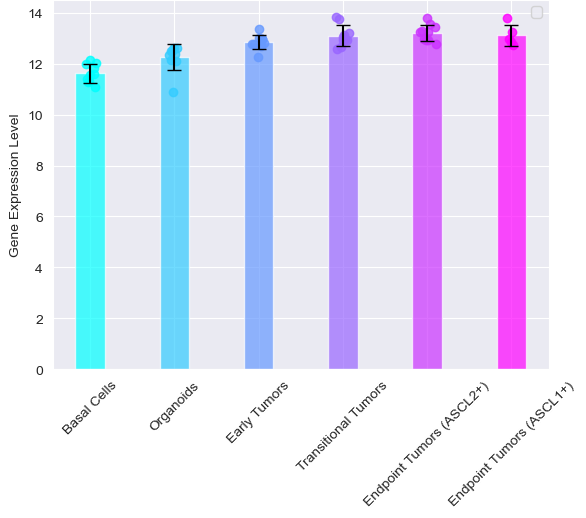 Gene Expression Level
14
12
10
8
6
4
2
0
Basal Cells
Organoids
Early Tumors
Transitional Tumors
Endpoint Tumors (ASCL2+)
Endpoint Tumors (ASCL1+)